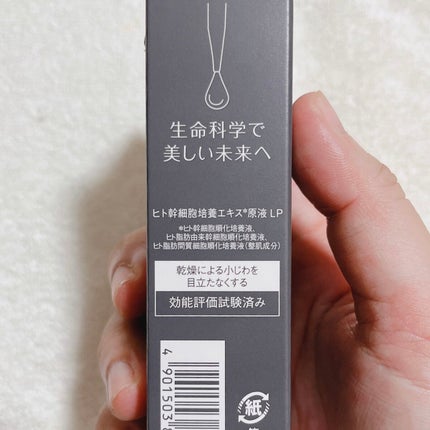 生命科学で
美しい未来へ
ヒト幹細胞培養エキス*原液 LP
*ヒト幹細胞順化培養液、
ヒト脂肪由来幹細胞順化培養液、
ヒト脂肪間質細胞順化培養液(整肌成分)
乾燥による小じわを
目立たなくする
効能評価試験済み
4 901503
紙